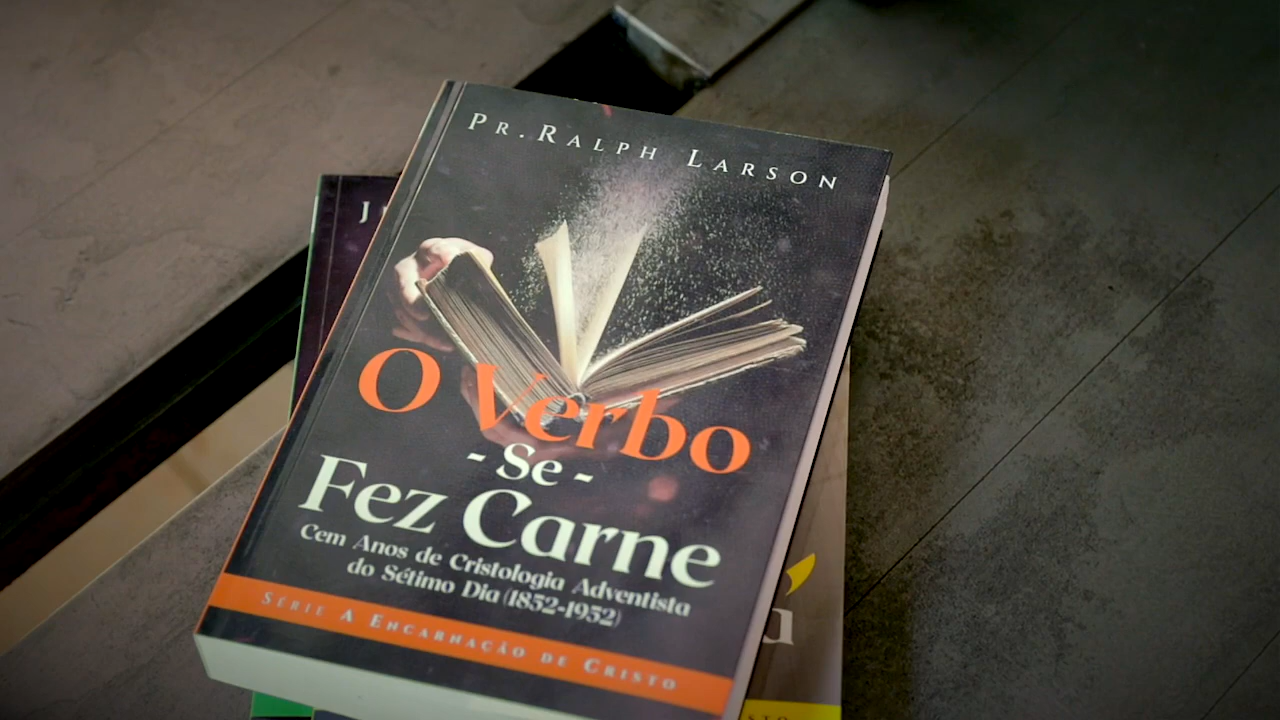 Pr. Ralph Larson
O Verbo
- Se -
Fez Carne
Cem Anos de Cristologia Adventista
do Sétimo Dia (1852-1952)
Série A Encarnação de Cristo